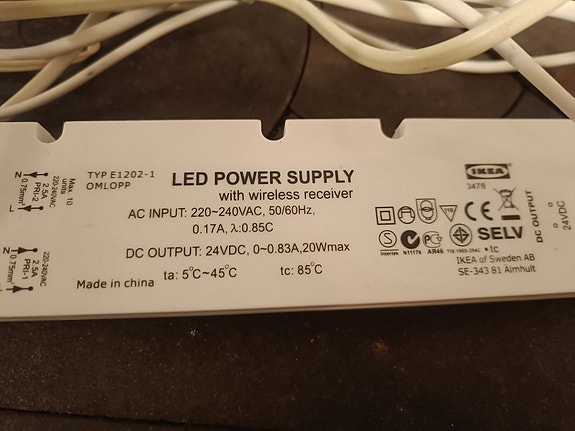 Max. 10
units
220-240VAC
2.5A
PRI-2
0.75mm²
N
L
220-240VAC
2.5A
PRI-1
0.75mm²
N
TYP E1202-1
OMLOPP
LED POWER SUPPLY
with wireless receiver
AC INPUT: 220~240VAC, 50/60Hz,
0.17A, λ:0.85C
DC OUTPUT: 24VDC, 0~0.83A,20Wmax
ta: 5°C~45°C tc: 85°C
Made in china
IKEA
3478
110
SELV
Intertek N11176 AR46
•tc
IKEA of Sweden AB
SE-343 81 Älmhult
DC OUTPUT
24VDC